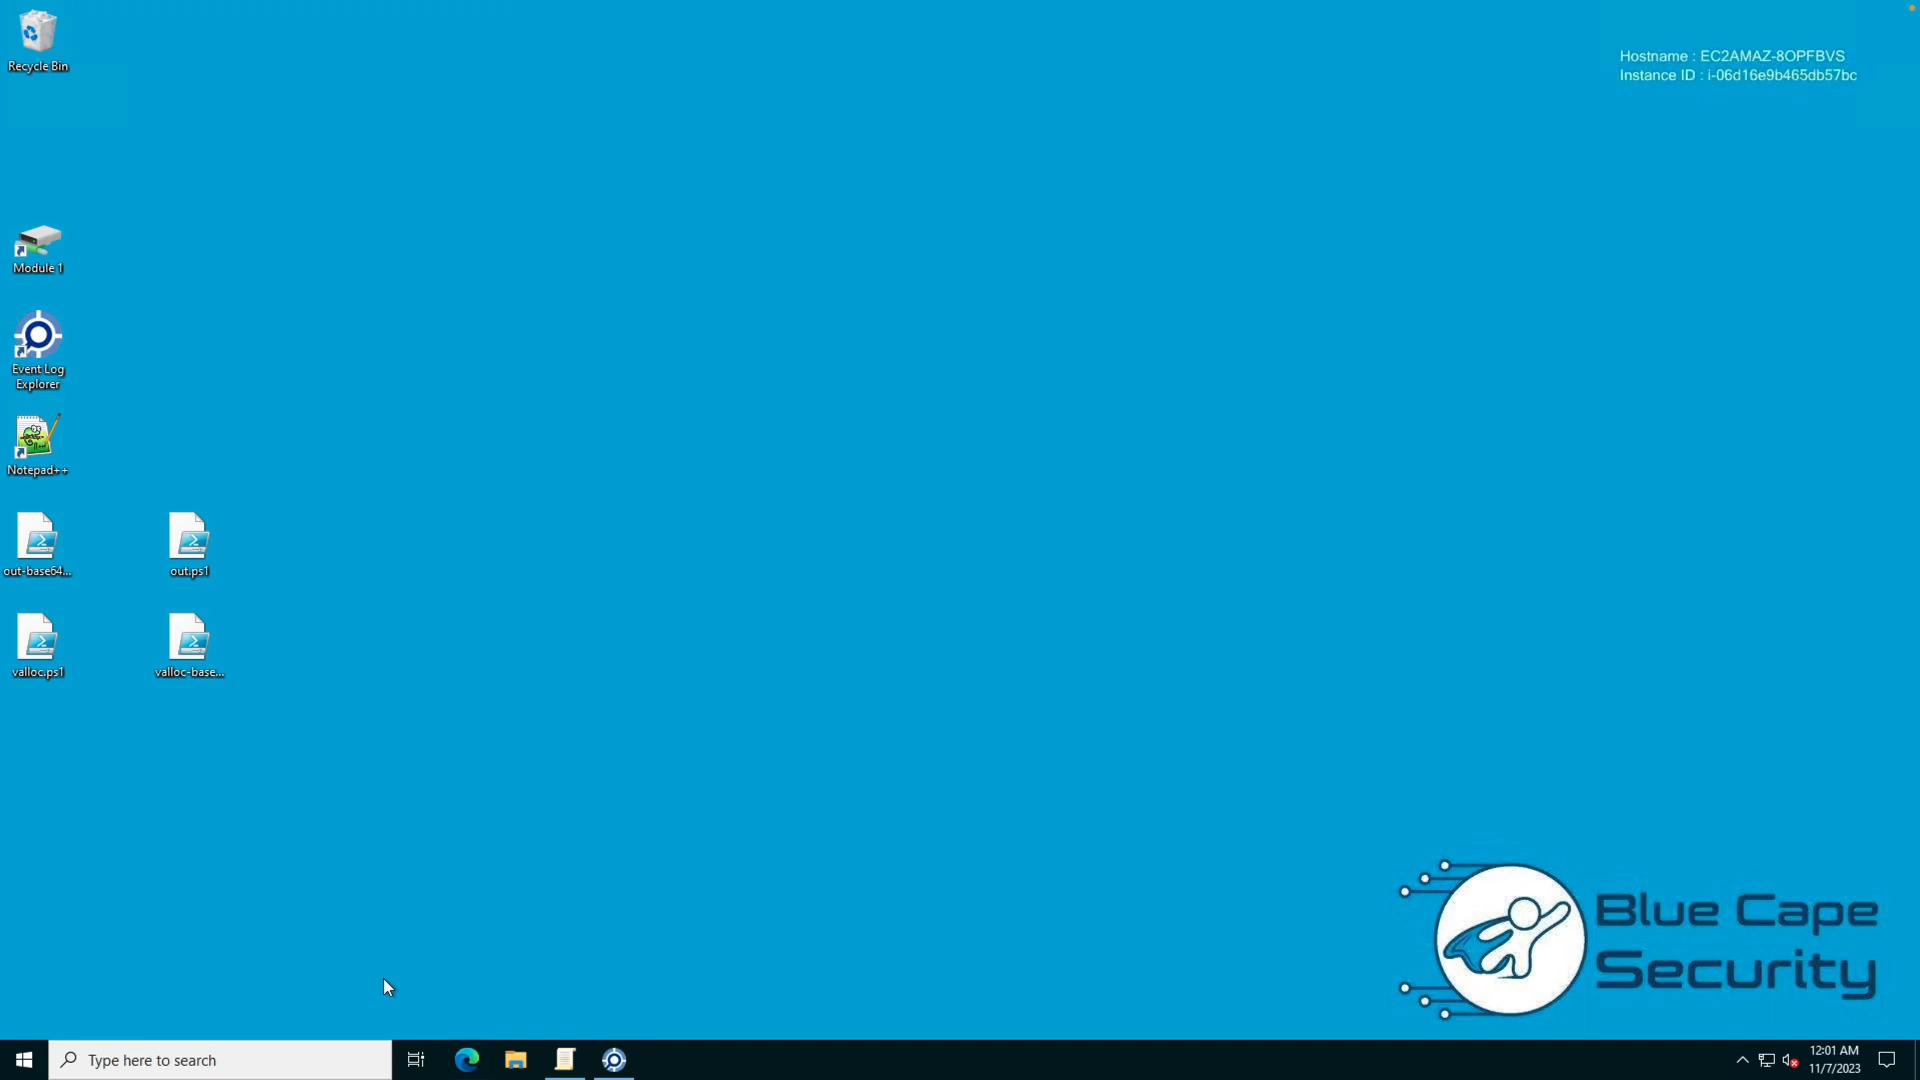 Recycle Bin
Hostname : EC2AMAZ-8OPFBVS
Instance ID : i-06d16e9b465db57bc
Module 1
Event Log
Explorer
Notepad++
out-base64...
out.ps1
valloc.ps1
valloc-base...
Blue Cape
Security
Type here to search
12:01 AM
11/7/2023